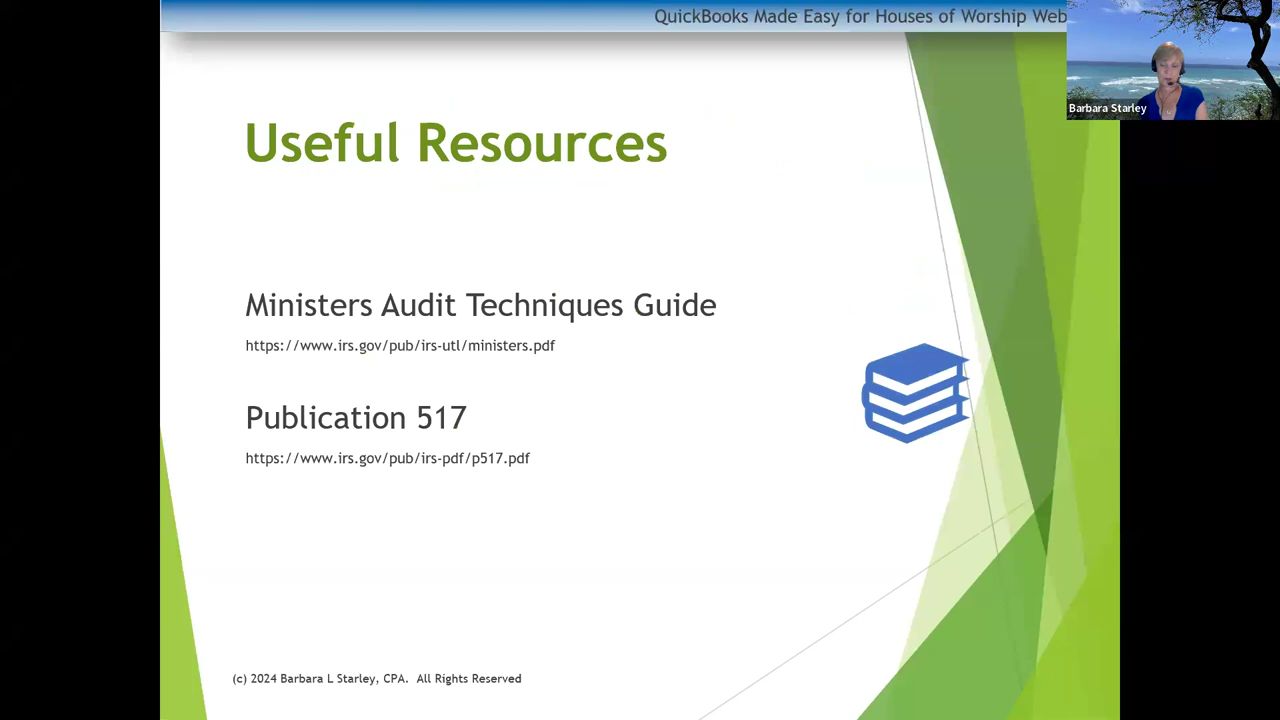 QuickBooks Made Easy for Houses of Worship Web
Barbara Starley
Useful Resources
Ministers Audit Techniques Guide
https://www.irs.gov/pub/irs-utl/ministers.pdf
Publication 517
https://www.irs.gov/pub/irs-pdf/p517.pdf
(c) 2024 Barbara L Starley, CPA. All Rights Reserved